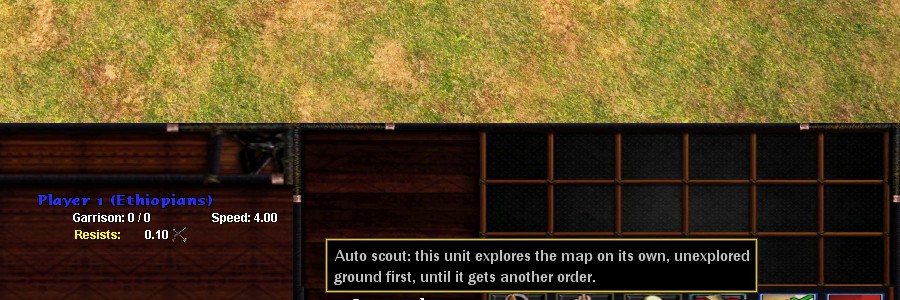 Player 1 (Ethiopians)
Garrison: 0 / 0 Speed: 4.00
Resists: 0.10
Auto scout: this unit explores the map on its own, unexplored
ground first, until it gets another order.